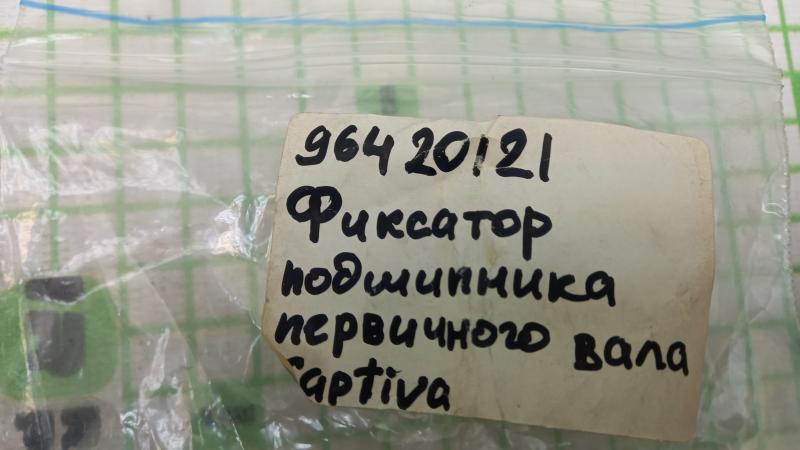 96420121
Фиксатор
подшипника
первичного вала
Captiva